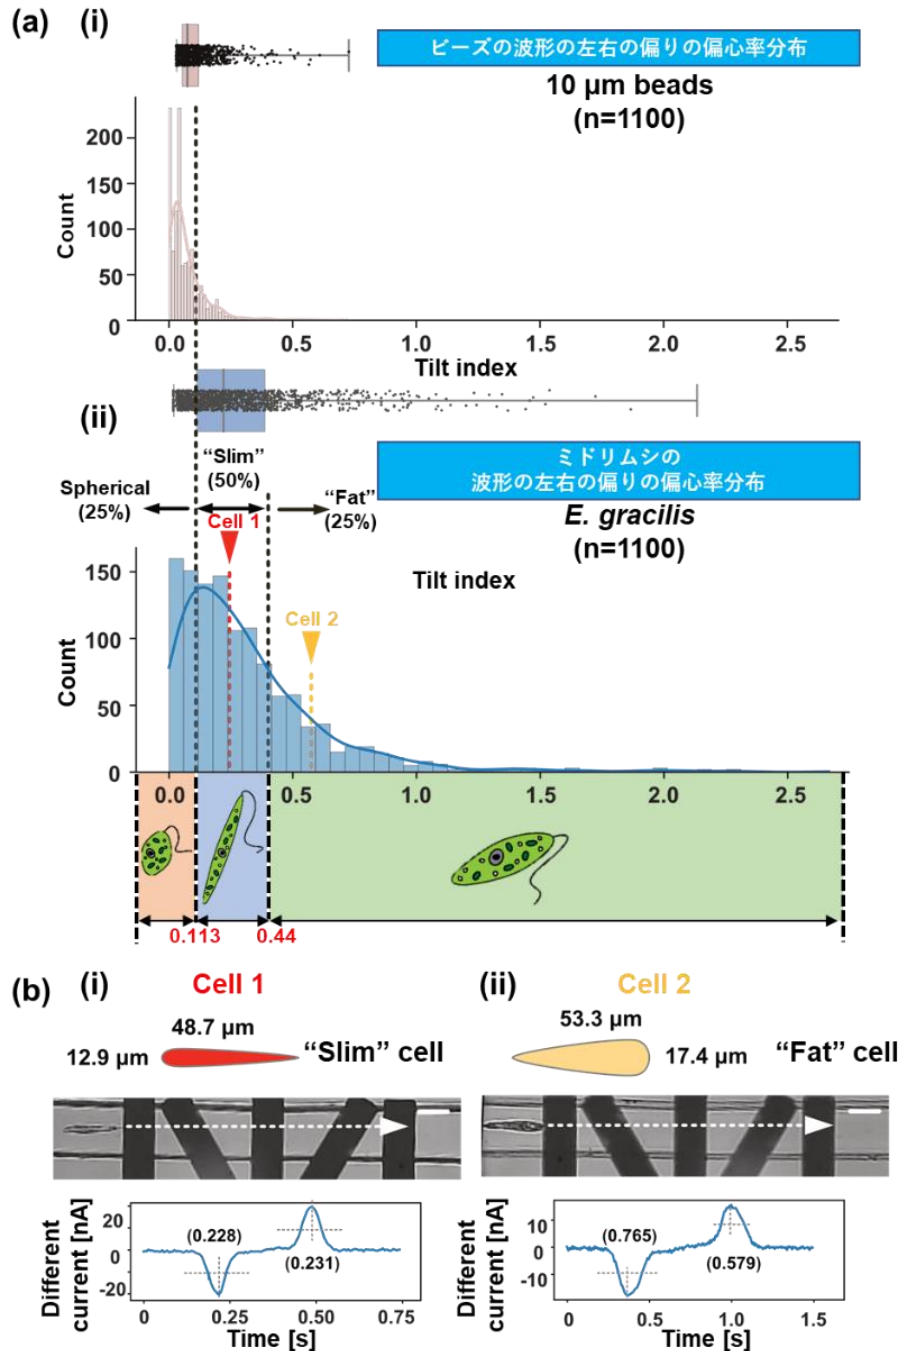 (a)
(i)
ビーズの波形の左右の偏りの偏心率分布
10 μm beads
(n=1100)
200
150
100
50
0
Count
0.0 0.5 1.0 1.5 2.0 2.5
Tilt index
(ii)
ミドリムシの
波形の左右の偏りの偏心率分布
E. gracilis
(n=1100)
Spherical
(25%)
“Slim”
(50%)
“Fat”
(25%)
Cell 1
Cell 2
Tilt index
150
100
50
0
Count
0.0 0.5 1.0 1.5 2.0 2.5
0.113 0.44
(b)
(i)
Cell 1
48.7 μm
12.9 μm
“Slim” cell
Different
current [nA]
20
0
-20
(0.228)
(0.231)
0 0.25 0.50 0.75
Time [s]
(ii)
Cell 2
53.3 μm
17.4 μm
“Fat” cell
Different
current [nA]
10
0
-10
(0.765)
(0.579)
0 0.5 1.0 1.5
Time [s]